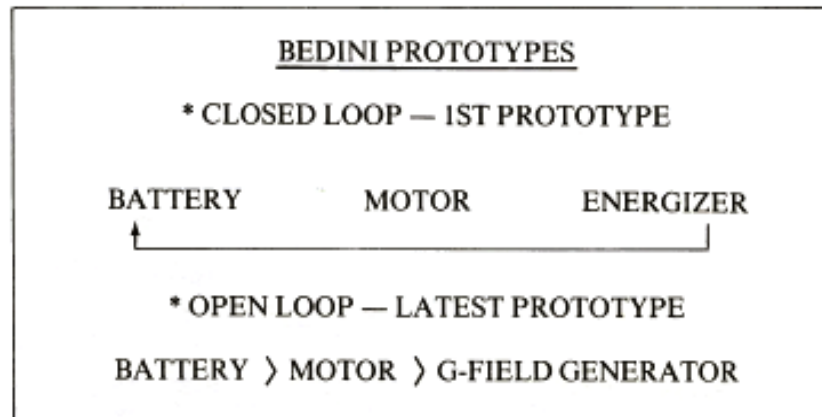 BEDINI PROTOTYPES
* CLOSED LOOP — 1ST PROTOTYPE
BATTERY MOTOR ENERGIZER
* OPEN LOOP — LATEST PROTOTYPE
BATTERY 〉 MOTOR 〉 G-FIELD GENERATOR